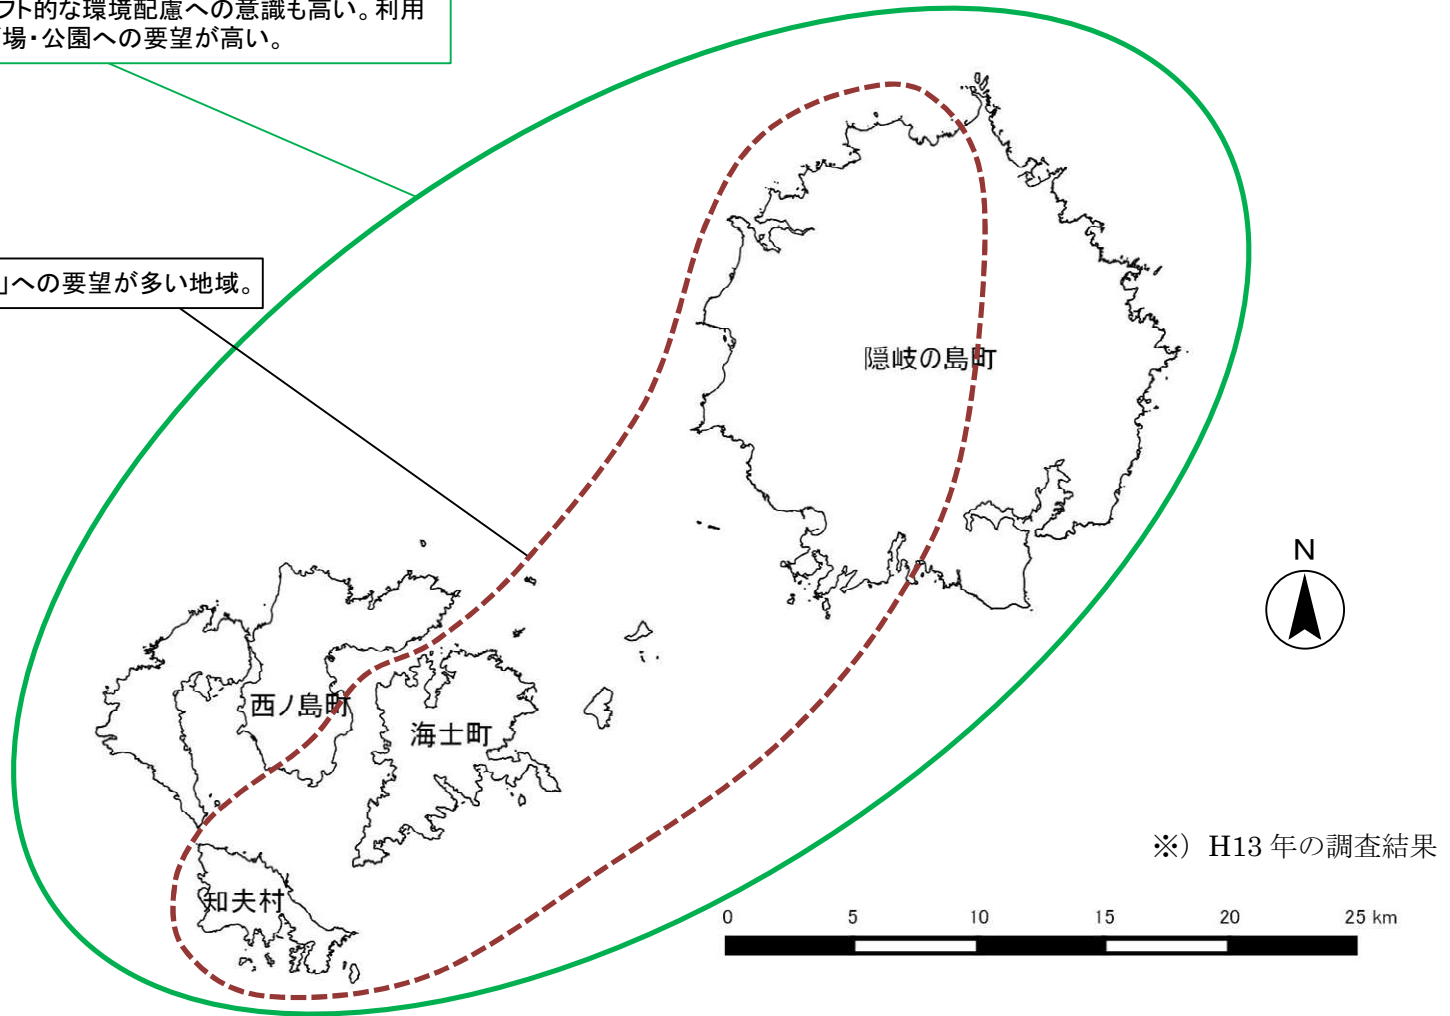 フト的な環境配慮への意識も高い。利用
場・公園への要望が高い。
」への要望が多い地域。
隠岐の島町
N
西ノ島町
海士町
※）H13 年の調査結果
知夫村
0 5 10 15 20 25 km